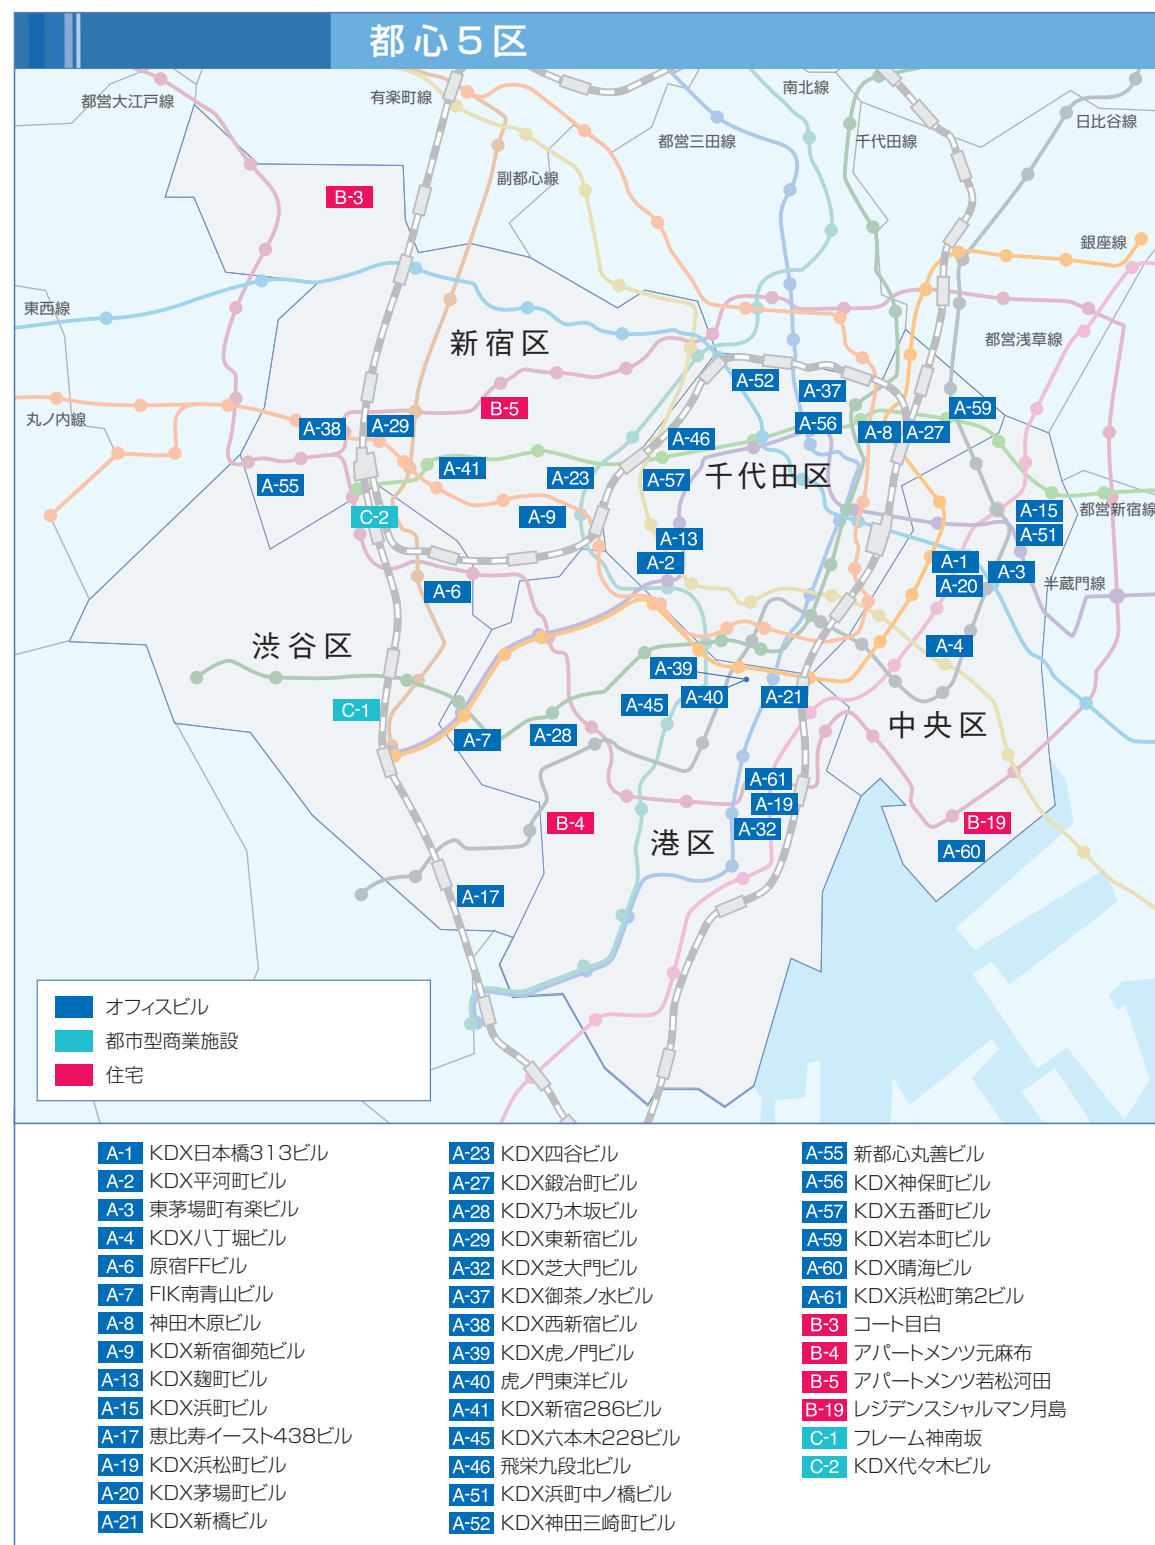 都心5区
都営大江戸線
有楽町線
南北線
日比谷線
都営三田線
千代田線
副都心線
B-3
銀座線
東西線
都営浅草線
新宿区
A-52
A-37
B-5
A-59
丸ノ内線
A-38
A-29
A-56
A-8
A-27
A-46
A-41
千代田区
A-23
A-57
A-55
C-2
A-9
A-15
都営新宿線
A-51
A-13
A-2
A-1
A-3
A-20
半蔵門線
A-6
渋谷区
A-4
A-39
A-40
A-21
A-45
C-1
中央区
A-7
A-28
A-61
A-19
B-4
A-32
港区
B-19
A-60
A-17
オフィスビル
都市型商業施設
住宅
A-1 KDX日本橋313ビル
A-2 KDX平河町ビル
A-3 東茅場町有楽ビル
A-4 KDX八丁堀ビル
A-6 原宿FFビル
A-7 FIK南青山ビル
A-8 神田木原ビル
A-9 KDX新宿御苑ビル
A-13 KDX麹町ビル
A-15 KDX浜町ビル
A-17 恵比寿イースト438ビル
A-19 KDX浜松町ビル
A-20 KDX茅場町ビル
A-21 KDX新橋ビル
A-23 KDX四谷ビル
A-27 KDX鍛冶町ビル
A-28 KDX乃木坂ビル
A-29 KDX東新宿ビル
A-32 KDX芝大門ビル
A-37 KDX御茶ノ水ビル
A-38 KDX西新宿ビル
A-39 KDX虎ノ門ビル
A-40 虎ノ門東洋ビル
A-41 KDX新宿286ビル
A-45 KDX六本木228ビル
A-46 飛栄九段北ビル
A-51 KDX浜町中ノ橋ビル
A-52 KDX神田三崎町ビル
A-55 新都心丸善ビル
A-56 KDX神保町ビル
A-57 KDX五番町ビル
A-59 KDX岩本町ビル
A-60 KDX晴海ビル
A-61 KDX浜松町第2ビル
B-3 コート目白
B-4 アパートメンツ元麻布
B-5 アパートメンツ若松河田
B-19 レジデンスシャルマン月島
C-1 フレーム神南坂
C-2 KDX代々木ビル